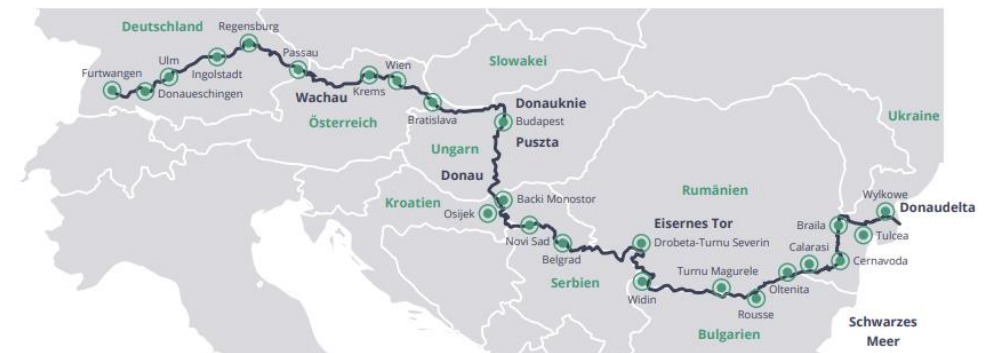 Deutschland
Regensburg
Ulm
Passau
Furtwangen
Ingolstadt
Donaueschingen
Wien
Slowakei
Wachau
Krems
Österreich
Bratislava
Donauknie
Budapest
Puszta
Ungarn
Donau
Ukraine
Kroatien
Backi Monostor
Osijek
Novi Sad
Belgrad
Rumänien
Eisernes Tor
Drobeta-Turnu Severin
Wylkowe
Donaudelta
Braila
Tulcea
Calarasi
Cernavoda
Serbien
Widin
Turnu Magurele
Oltenita
Rousse
Bulgarien
Schwarzes
Meer